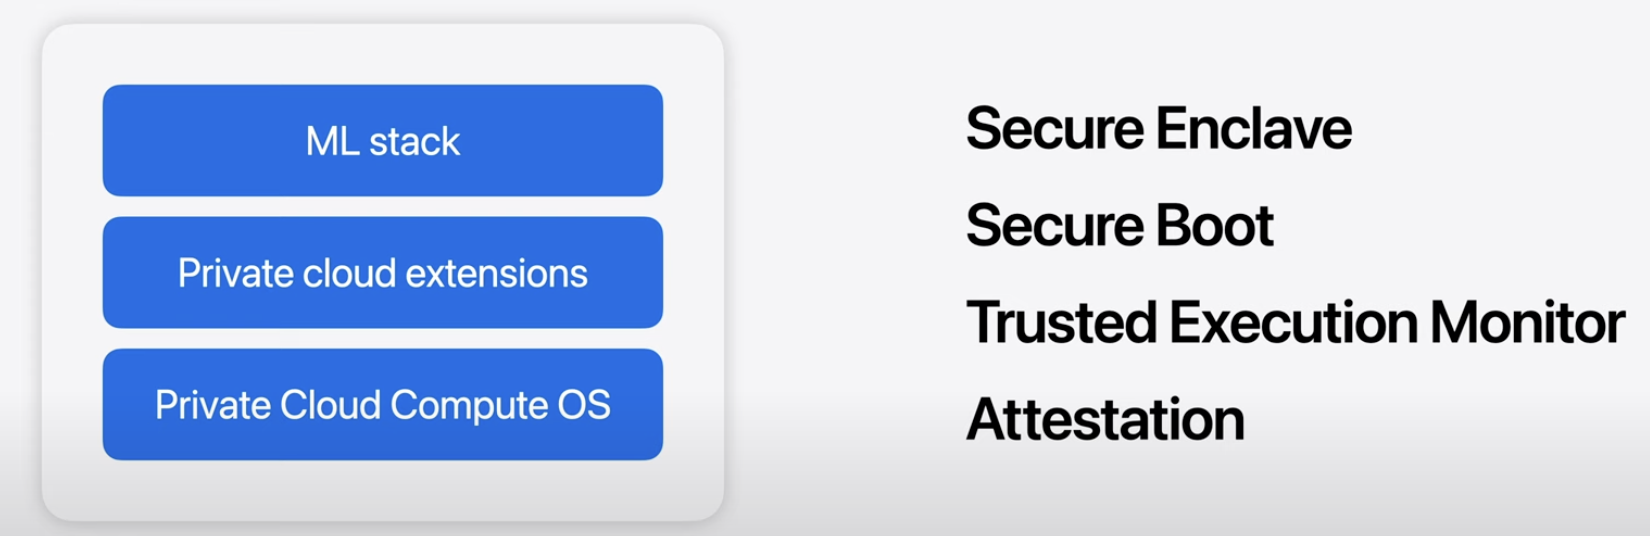 ML stack
Private cloud extensions
Private Cloud Compute OS
Secure Enclave
Secure Boot
Trusted Execution Monitor
Attestation